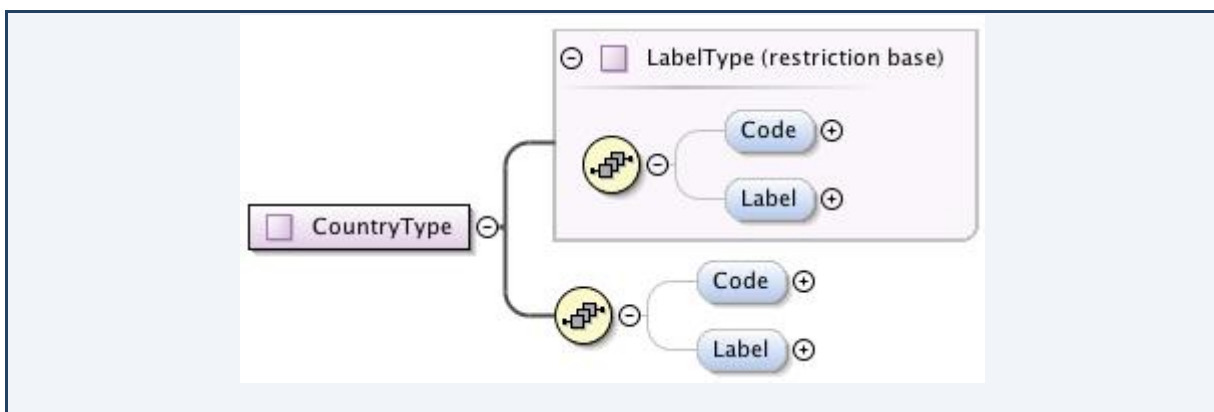 LabelType (restriction base)
Code
Label
CountryType
Code
Label